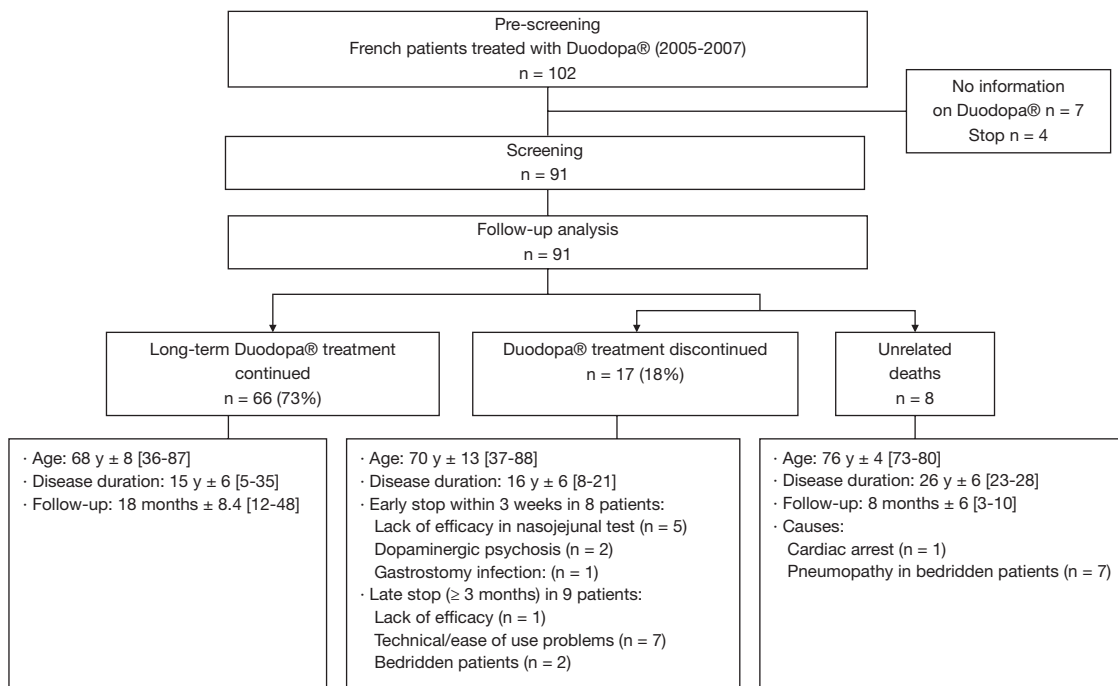 Pre-screening
French patients treated with Duodopa® (2005-2007)
n = 102
No information
on Duodopa® n = 7
Stop n = 4
Screening
n = 91
Follow-up analysis
n = 91
Long-term Duodopa® treatment
continued
n = 66 (73%)
Duodopa® treatment discontinued
n = 17 (18%)
Unrelated
deaths
n = 8
· Age: 68 y ± 8 [36-87]
· Disease duration: 15 y ± 6 [5-35]
· Follow-up: 18 months ± 8.4 [12-48]
· Age: 70 y ± 13 [37-88]
· Disease duration: 16 y ± 6 [8-21]
· Early stop within 3 weeks in 8 patients:
Lack of efficacy in nasojejunal test (n = 5)
Dopaminergic psychosis (n = 2)
Gastrostomy infection: (n = 1)
· Late stop (≥ 3 months) in 9 patients:
Lack of efficacy (n = 1)
Technical/ease of use problems (n = 7)
Bedridden patients (n = 2)
· Age: 76 y ± 4 [73-80]
· Disease duration: 26 y ± 6 [23-28]
· Follow-up: 8 months ± 6 [3-10]
· Causes:
Cardiac arrest (n = 1)
Pneumopathy in bedridden patients (n = 7)